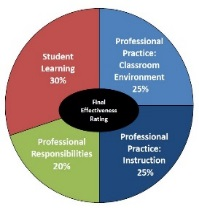 Student
Learning
30%
Professional
Practice:
Classroom
Environment
25%
Final
Effectiveness
Rating
Professional
Responsibilities
20%
Professional
Practice:
Instruction
25%